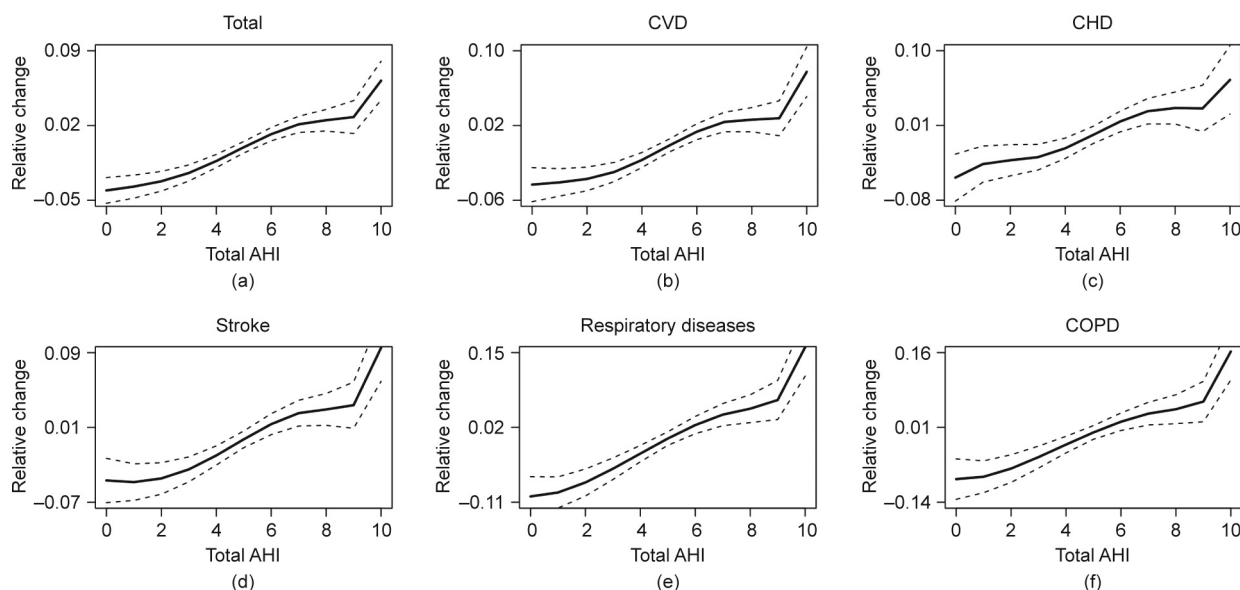 Total
Relative change
0.09
0.02
–0.05
0 2 4 6 8 10
Total AHI
(a)
CVD
Relative change
0.10
0.02
–0.06
0 2 4 6 8 10
Total AHI
(b)
CHD
Relative change
0.10
0.01
–0.08
0 2 4 6 8 10
Total AHI
(c)
Stroke
Relative change
0.09
0.01
–0.07
0 2 4 6 8 10
Total AHI
(d)
Respiratory diseases
Relative change
0.15
0.02
–0.11
0 2 4 6 8 10
Total AHI
(e)
COPD
Relative change
0.16
0.01
–0.14
0 2 4 6 8 10
Total AHI
(f)